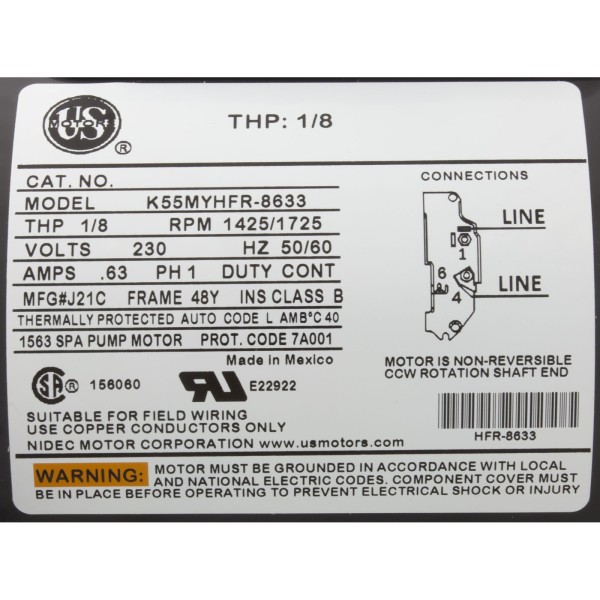 US
MOTORS
®
THP: 1/8
CAT. NO.
MODEL K55MYHFR-8633
THP 1/8 RPM 1425/1725
VOLTS 230 HZ 50/60
AMPS .63 PH 1 DUTY CONT
MFG#J21C FRAME 48Y INS CLASS B
THERMALLY PROTECTED AUTO CODE L AMB°C 40
1563 SPA PUMP MOTOR PROT. CODE 7A001
Made in Mexico
SA ® 156060 RU E22922
SUITABLE FOR FIELD WIRING
USE COPPER CONDUCTORS ONLY
NIDEC MOTOR CORPORATION www.usmotors.com
CONNECTIONS
LINE
1
6
LINE
4
MOTOR IS NON-REVERSIBLE
CCW ROTATION SHAFT END
HFR-8633
WARNING: MOTOR MUST BE GROUNDED IN ACCORDANCE WITH LOCAL
AND NATIONAL ELECTRIC CODES. COMPONENT COVER MUST
BE IN PLACE BEFORE OPERATING TO PREVENT ELECTRICAL SHOCK OR INJURY